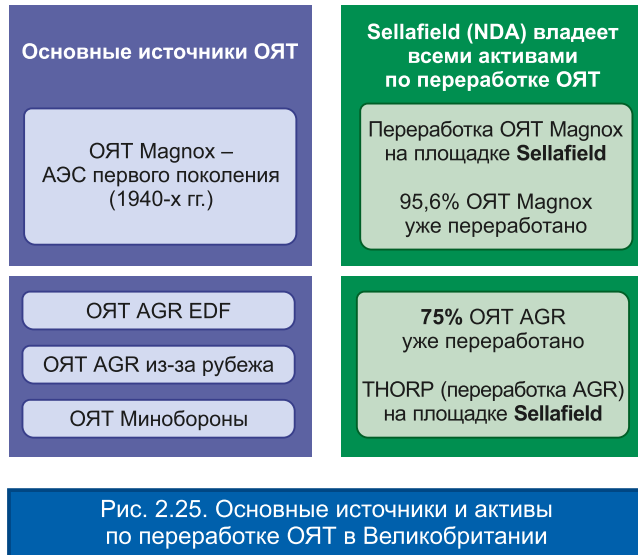 Основные источники ОЯТ
ОЯТ Magnox –
АЭС первого поколения
(1940-х гг.)
ОЯТ AGR EDF
ОЯТ AGR из-за рубежа
ОЯТ Минобороны
Sellafield (NDA) владеет
всеми активами
по переработке ОЯТ
Переработка ОЯТ Magnox
на площадке Sellafield
95,6% ОЯТ Magnox
уже переработано
75% ОЯТ AGR
уже переработано
THORP (переработка AGR)
на площадке Sellafield
Рис. 2.25. Основные источники и активы
по переработке ОЯТ в Великобритании